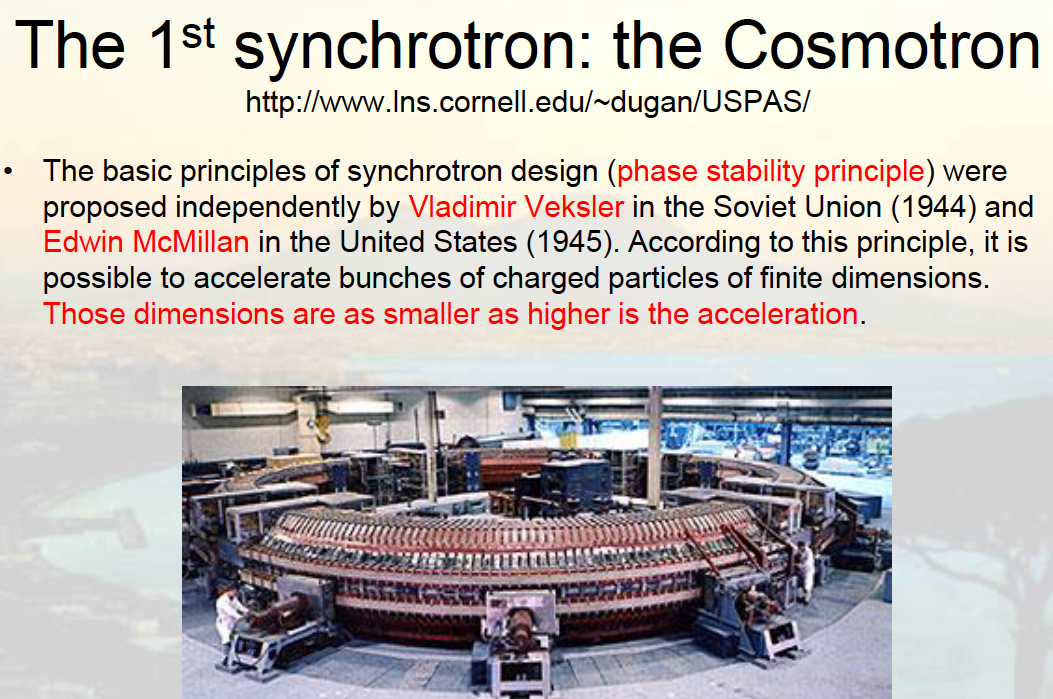 The 1st synchrotron: the Cosmotron
http://www.lns.cornell.edu/~dugan/USPAS/
• The basic principles of synchrotron design (phase stability principle) were
proposed independently by Vladimir Veksler in the Soviet Union (1944) and
Edwin McMillan in the United States (1945). According to this principle, it is
possible to accelerate bunches of charged particles of finite dimensions.
Those dimensions are as smaller as higher is the acceleration.